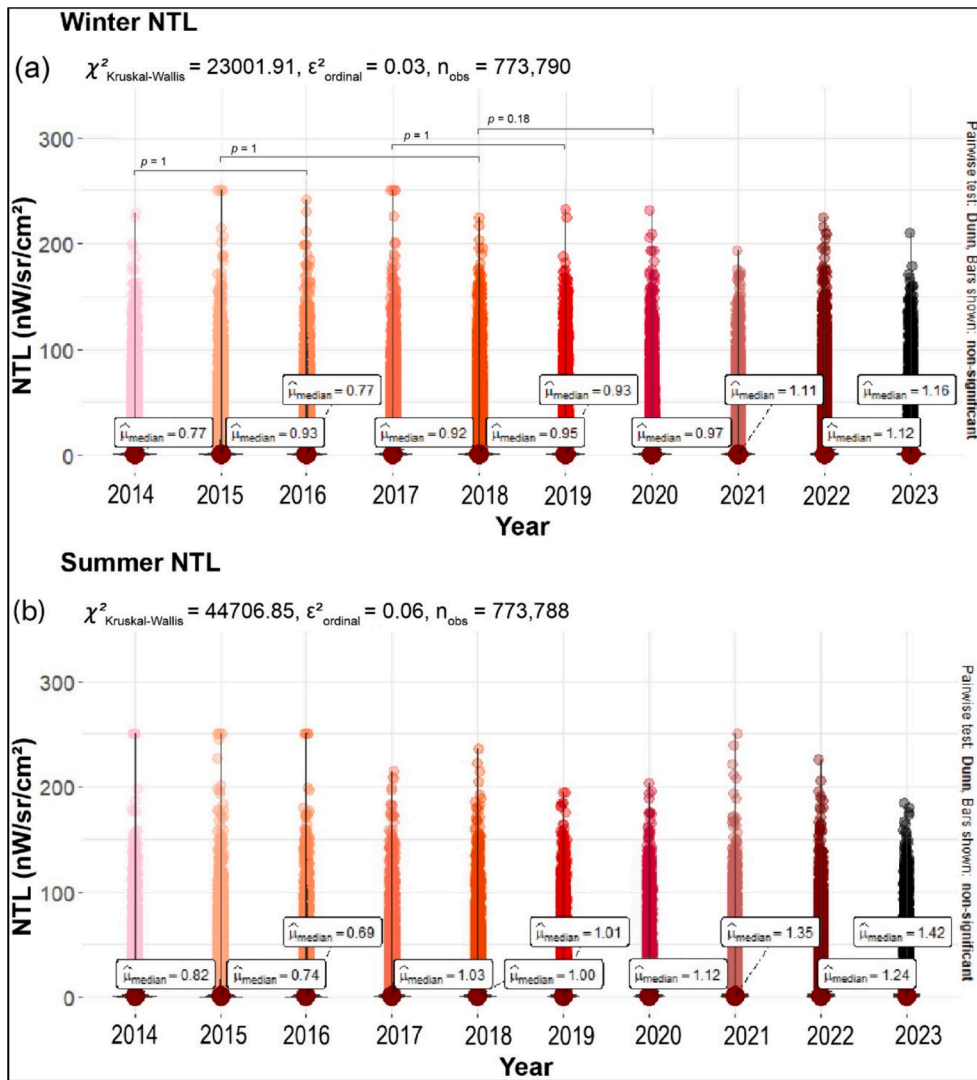 Winter NTL
(a) χ²Kruskal-Wallis = 23001.91, ε²ordinal = 0.03, nobs = 773,790
NTL (nW/sr/cm²)
300
250
200
150
100
50
0
p = 1
p = 1
p = 1
p = 0.18
μ̂median = 0.77
μ̂median = 0.93
μ̂median = 0.77
μ̂median = 0.92
μ̂median = 0.95
μ̂median = 0.93
μ̂median = 0.97
μ̂median = 1.11
μ̂median = 1.12
μ̂median = 1.16
Pairwise test: Dunn, Bars shown: non-significant
2014 2015 2016 2017 2018 2019 2020 2021 2022 2023
Year
Summer NTL
(b) χ²Kruskal-Wallis = 44706.85, ε²ordinal = 0.06, nobs = 773,788
NTL (nW/sr/cm²)
300
200
100
0
μ̂median = 0.82
μ̂median = 0.74
μ̂median = 0.69
μ̂median = 1.03
μ̂median = 1.00
μ̂median = 1.01
μ̂median = 1.12
μ̂median = 1.35
μ̂median = 1.24
μ̂median = 1.42
Pairwise test: Dunn, Bars shown: non-significant
2014 2015 2016 2017 2018 2019 2020 2021 2022 2023
Year